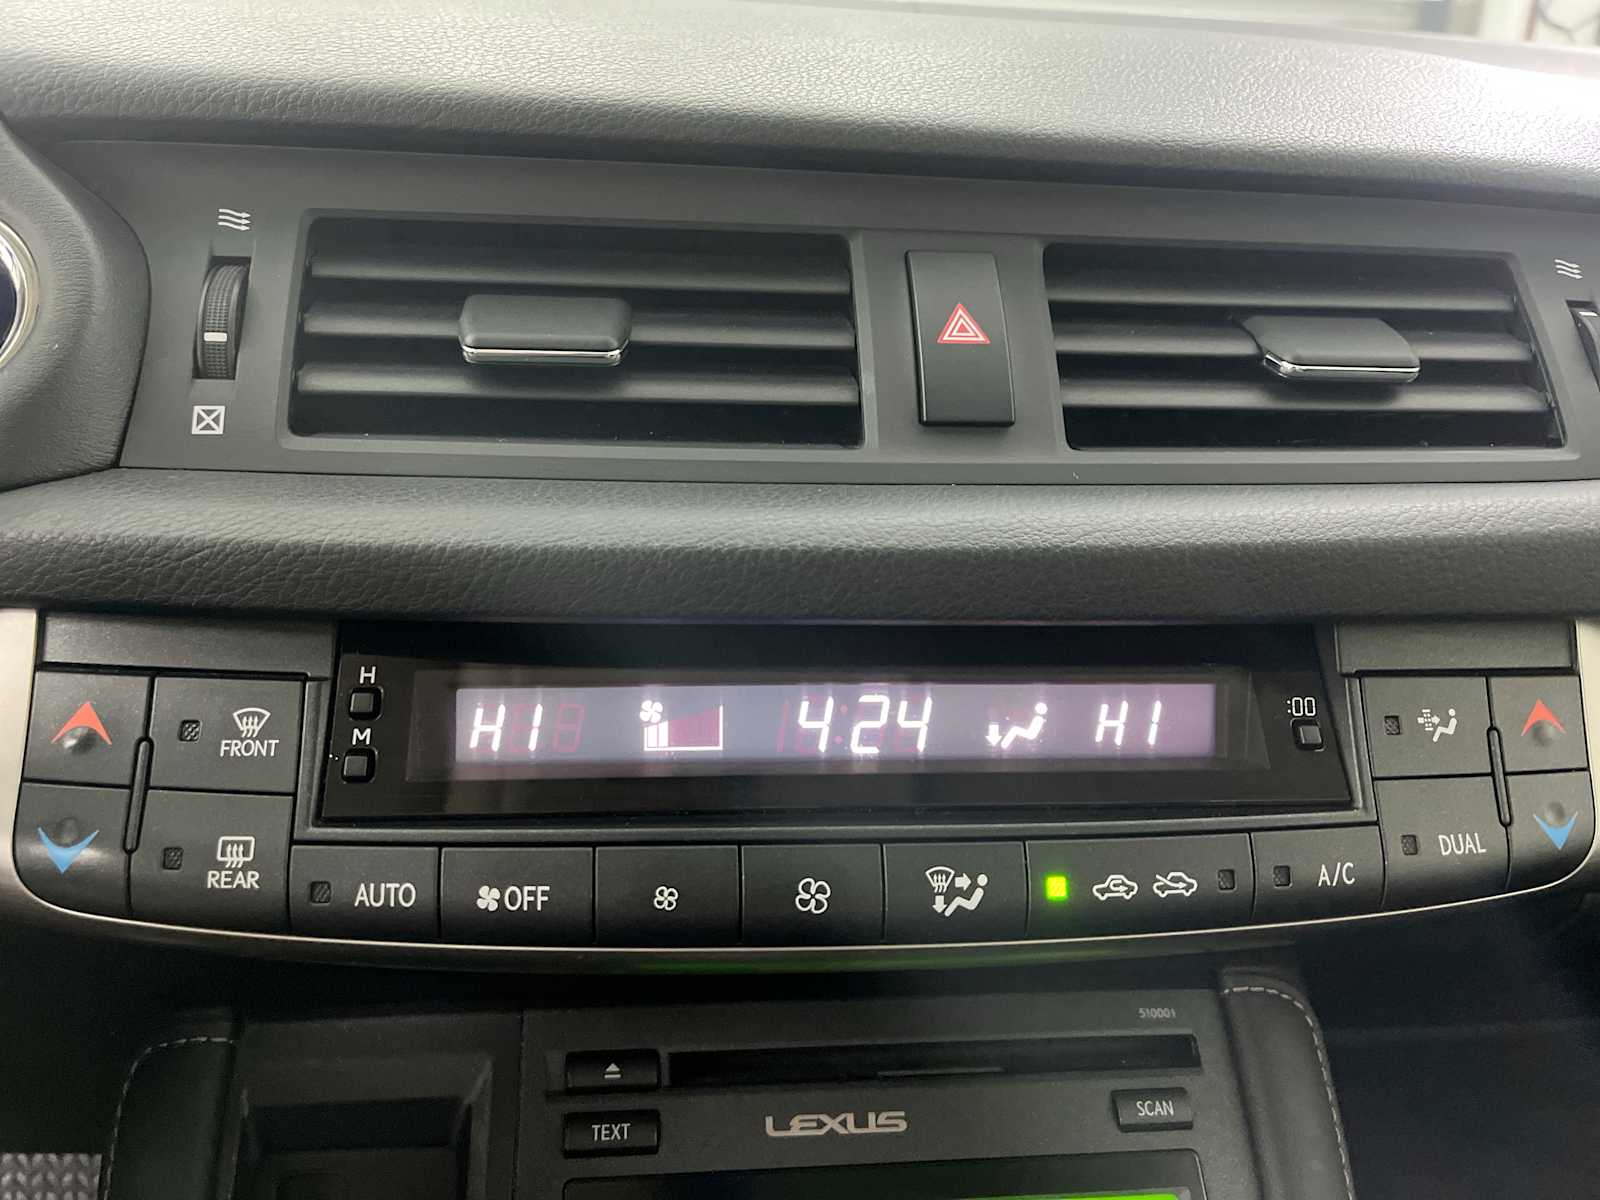 H
M
HI 4:24 HI
:00
FRONT
REAR
AUTO
OFF
A/C
DUAL
510001
TEXT
LEXUS
SCAN